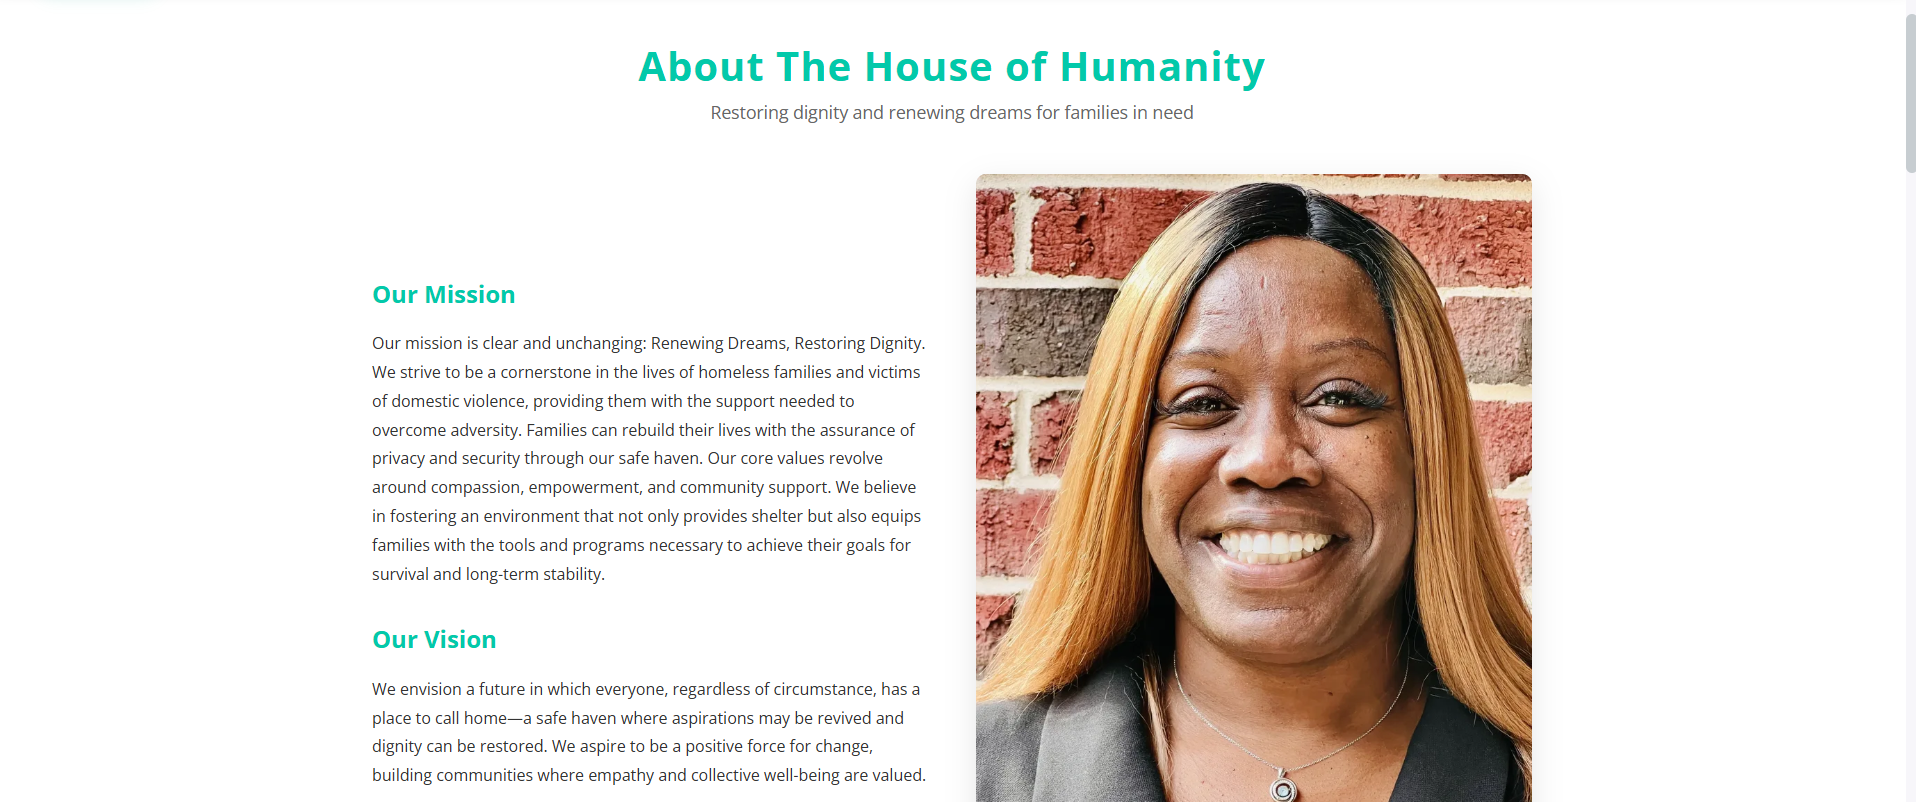 About The House of Humanity
Restoring dignity and renewing dreams for families in need
Our Mission
Our mission is clear and unchanging: Renewing Dreams, Restoring Dignity.
We strive to be a cornerstone in the lives of homeless families and victims
of domestic violence, providing them with the support needed to
overcome adversity. Families can rebuild their lives with the assurance of
privacy and security through our safe haven. Our core values revolve
around compassion, empowerment, and community support. We believe
in fostering an environment that not only provides shelter but also equips
families with the tools and programs necessary to achieve their goals for
survival and long-term stability.
Our Vision
We envision a future in which everyone, regardless of circumstance, has a
place to call home—a safe haven where aspirations may be revived and
dignity can be restored. We aspire to be a positive force for change,
building communities where empathy and collective well-being are valued.